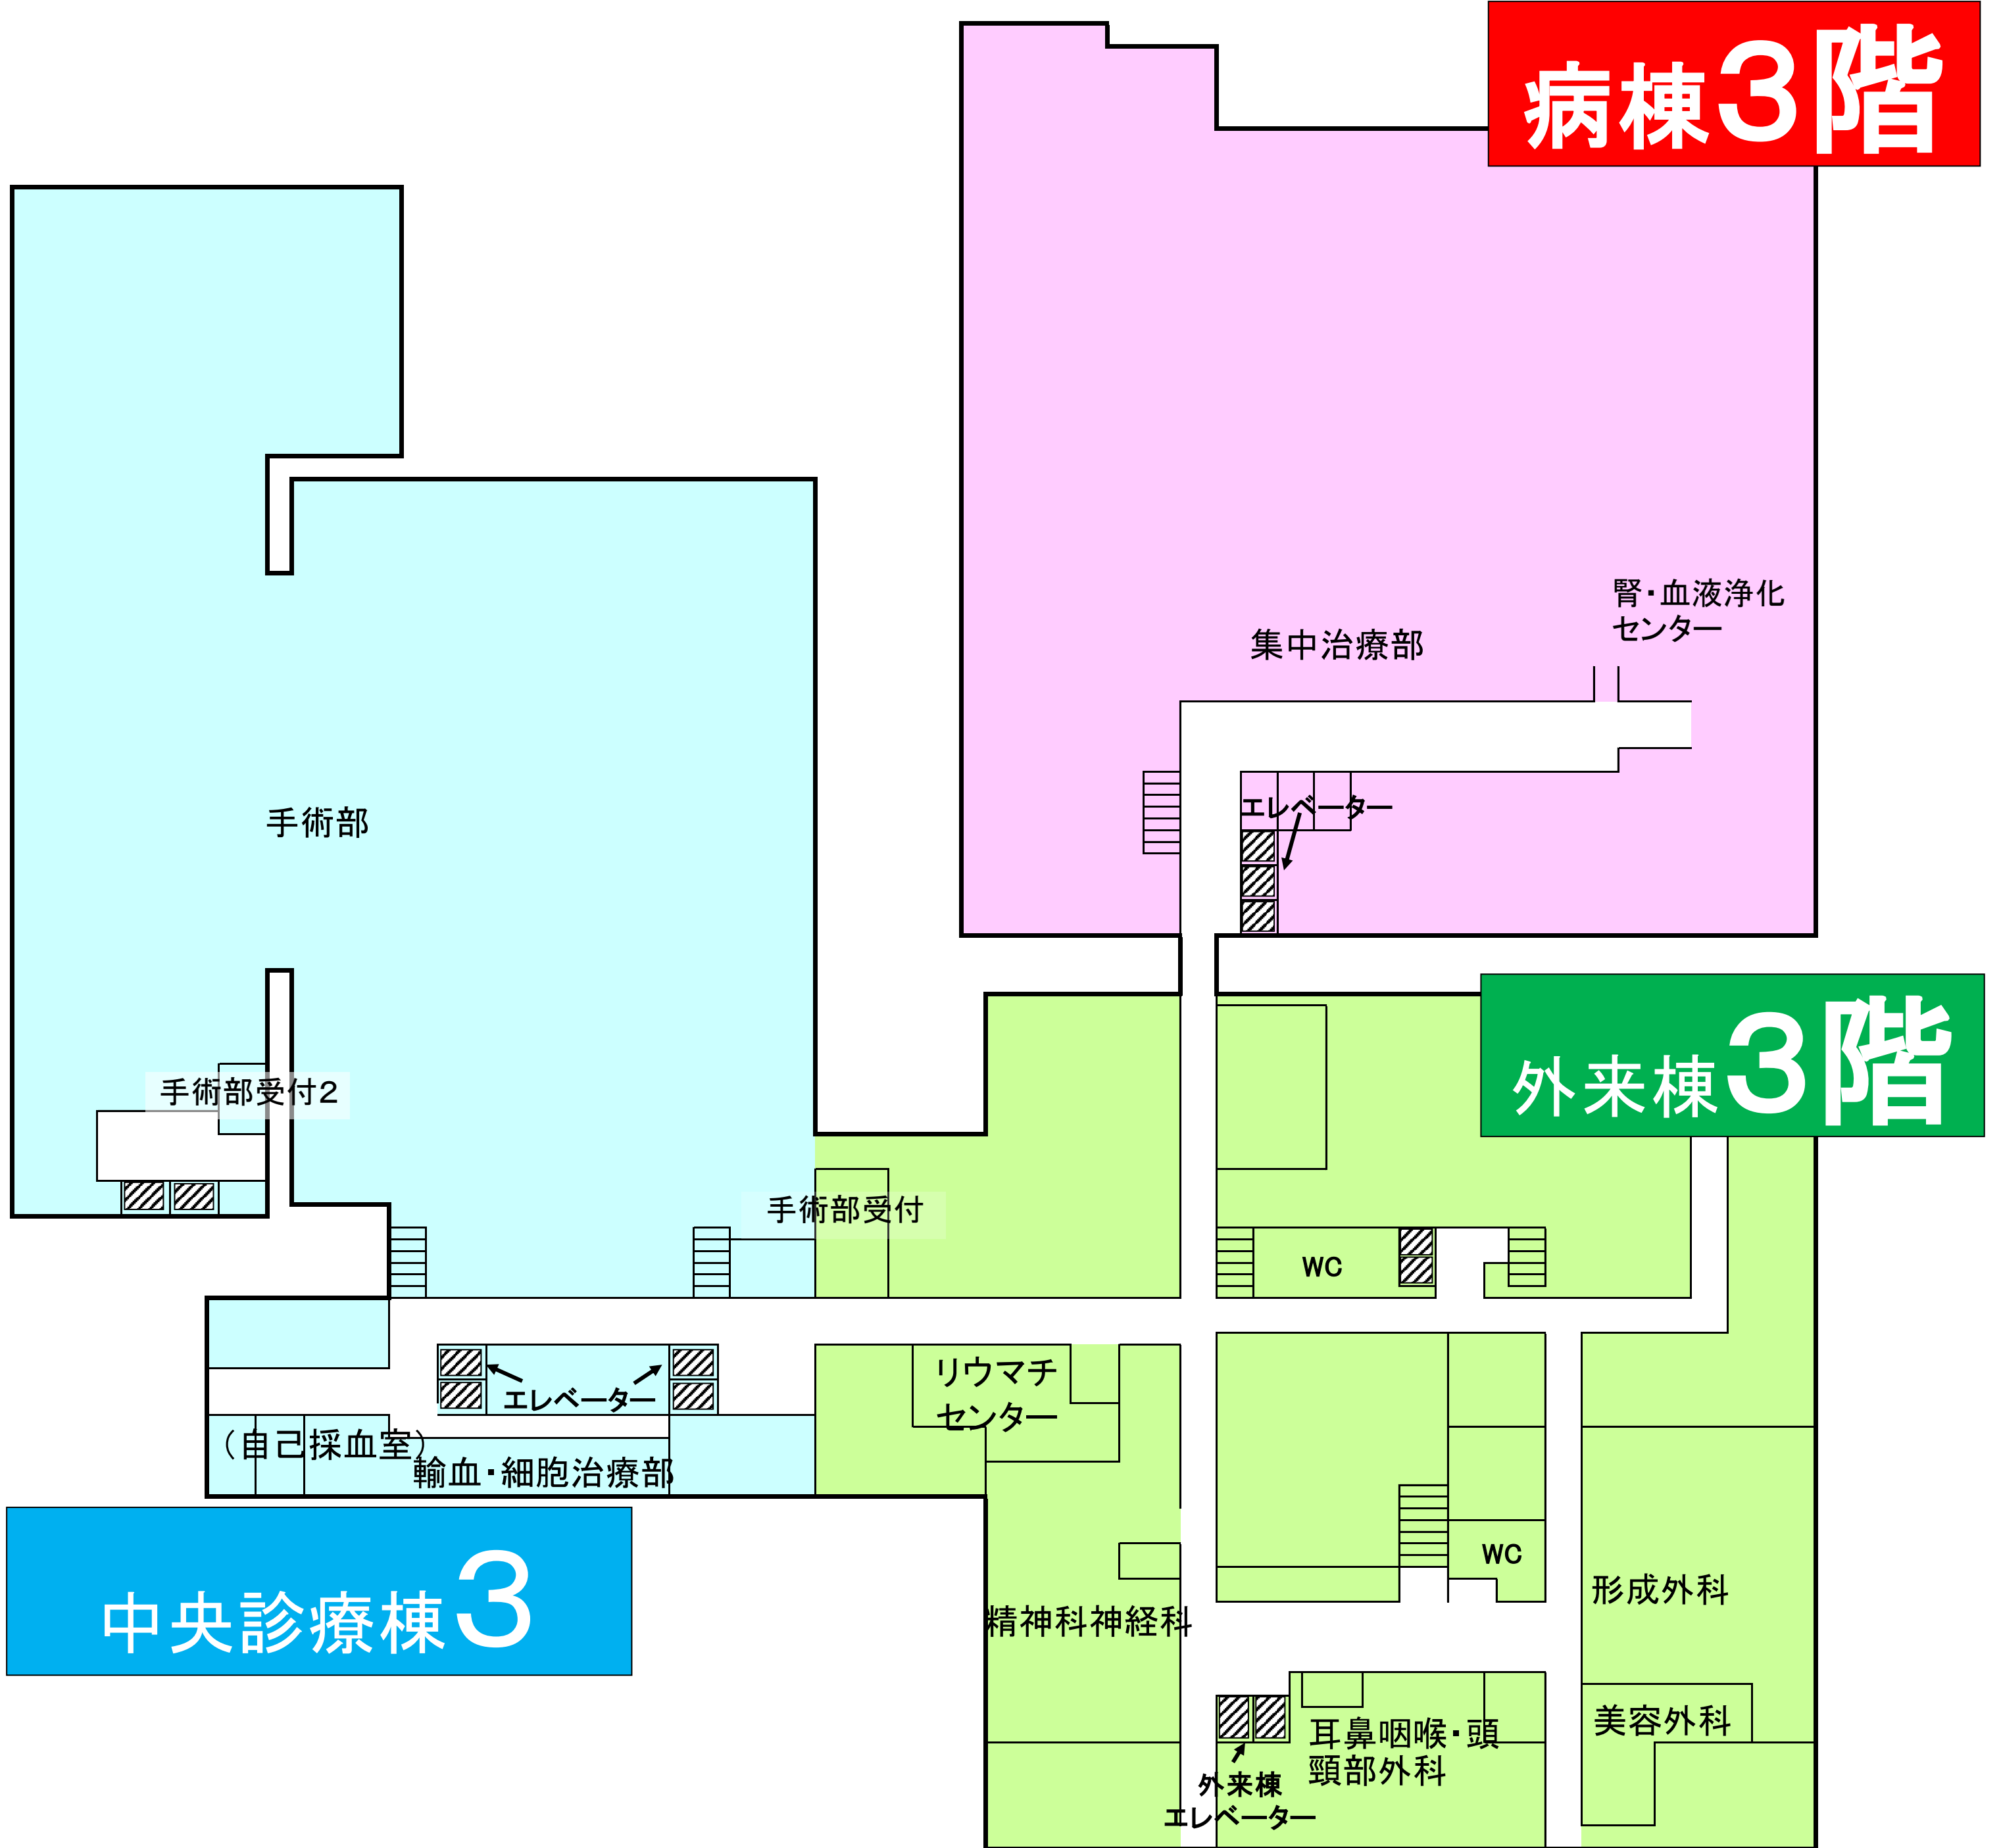 病棟３階
腎・血液浄化
センター
集中治療部
エレベーター
手術部
外来棟３階
手術部受付２
手術部受付
WC
リウマチ
センター
エレベーター
（自己採血室）
輸血・細胞治療部
WC
中央診療棟３
形成外科
精神科神経科
美容外科
耳鼻咽喉・頭
頸部外科
外来棟
エレベーター